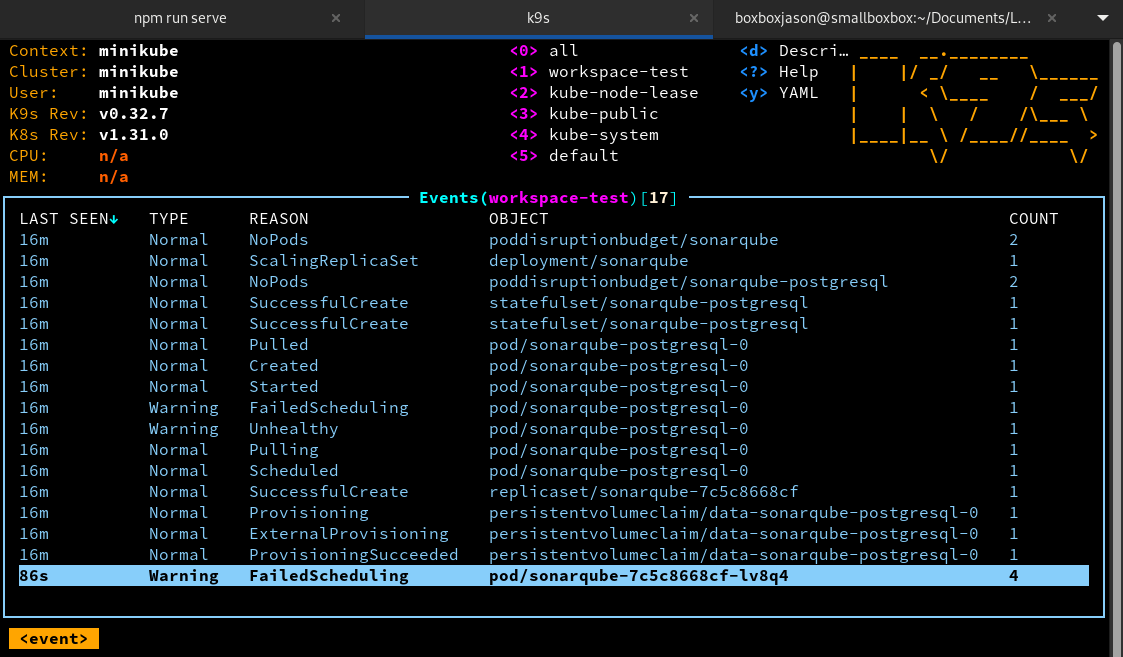 npm run serve × k9s × boxboxjason@smallboxbox:~/Documents/L… ×
Context: minikube <0> all <d> Descri…
Cluster: minikube <1> workspace-test <?> Help
User: minikube <2> kube-node-lease <y> YAML
K9s Rev: v0.32.7 <3> kube-public
K8s Rev: v1.31.0 <4> kube-system
CPU: n/a <5> default
MEM: n/a
Events(workspace-test)[17]
LAST SEEN↓ TYPE REASON OBJECT COUNT
16m Normal NoPods poddisruptionbudget/sonarqube 2
16m Normal ScalingReplicaSet deployment/sonarqube 1
16m Normal NoPods poddisruptionbudget/sonarqube-postgresql 2
16m Normal SuccessfulCreate statefulset/sonarqube-postgresql 1
16m Normal SuccessfulCreate statefulset/sonarqube-postgresql 1
16m Normal Pulled pod/sonarqube-postgresql-0 1
16m Normal Created pod/sonarqube-postgresql-0 1
16m Normal Started pod/sonarqube-postgresql-0 1
16m Warning FailedScheduling pod/sonarqube-postgresql-0 1
16m Warning Unhealthy pod/sonarqube-postgresql-0 1
16m Normal Pulling pod/sonarqube-postgresql-0 1
16m Normal Scheduled pod/sonarqube-postgresql-0 1
16m Normal SuccessfulCreate replicaset/sonarqube-7c5c8668cf 1
16m Normal Provisioning persistentvolumeclaim/data-sonarqube-postgresql-0 1
16m Normal ExternalProvisioning persistentvolumeclaim/data-sonarqube-postgresql-0 1
16m Normal ProvisioningSucceeded persistentvolumeclaim/data-sonarqube-postgresql-0 1
86s Warning FailedScheduling pod/sonarqube-7c5c8668cf-lv8q4 4
<event>